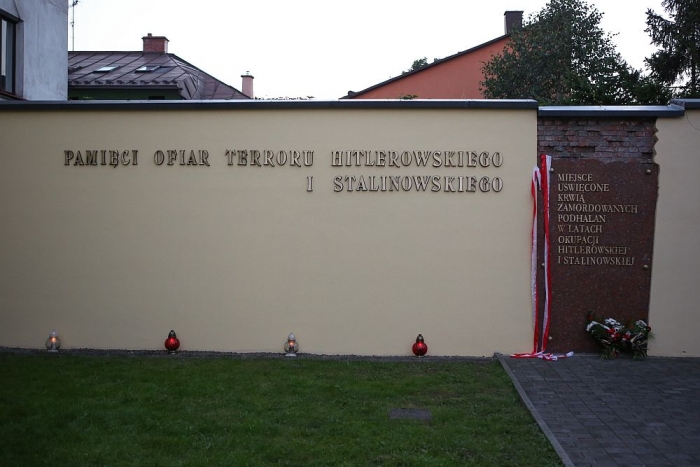 PAMIĘCI OFIAR TERRORU HITLEROWSKIEGO
I STALINOWSKIEGO
MIEJSCE
UŚWIĘCONE
KRWIĄ
ZAMORDOWANYCH
PODHALAN
W LATACH
OKUPACJI
HITLEROWSKIEJ
I STALINOWSKIEJ